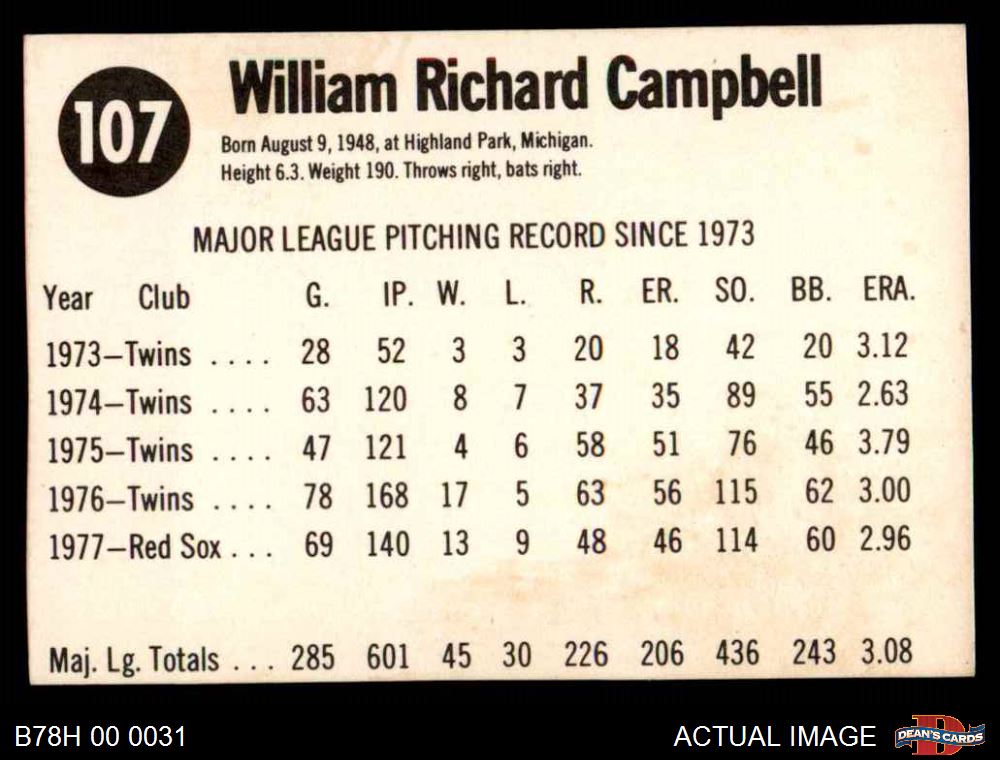 107
William Richard Campbell
Born August 9, 1948, at Highland Park, Michigan.
Height 6.3. Weight 190. Throws right, bats right.
MAJOR LEAGUE PITCHING RECORD SINCE 1973
Year Club G. IP. W. L. R. ER. SO. BB. ERA.
1973—Twins .... 28 52 3 3 20 18 42 20 3.12
1974—Twins .... 63 120 8 7 37 35 89 55 2.63
1975—Twins .... 47 121 4 6 58 51 76 46 3.79
1976—Twins .... 78 168 17 5 63 56 115 62 3.00
1977—Red Sox ... 69 140 13 9 48 46 114 60 2.96
Maj. Lg. Totals ... 285 601 45 30 226 206 436 243 3.08
B78H 00 0031 ACTUAL IMAGE DEAN'S CARDS